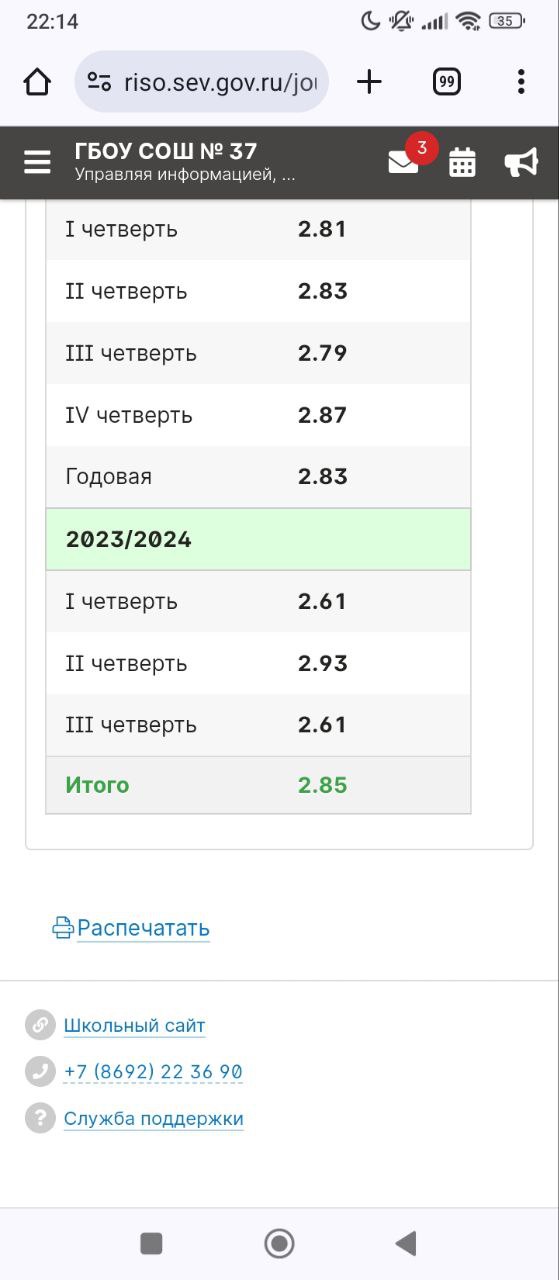 22:14
35
riso.sev.gov.ru/jou
99
ГБОУ СОШ № 37
3
Управляя информацией, ...
I четверть 2.81
II четверть 2.83
III четверть 2.79
IV четверть 2.87
Годовая 2.83
2023/2024
I четверть 2.61
II четверть 2.93
III четверть 2.61
Итого 2.85
Распечатать
Школьный сайт
+7 (8692) 22 36 90
? Служба поддержки